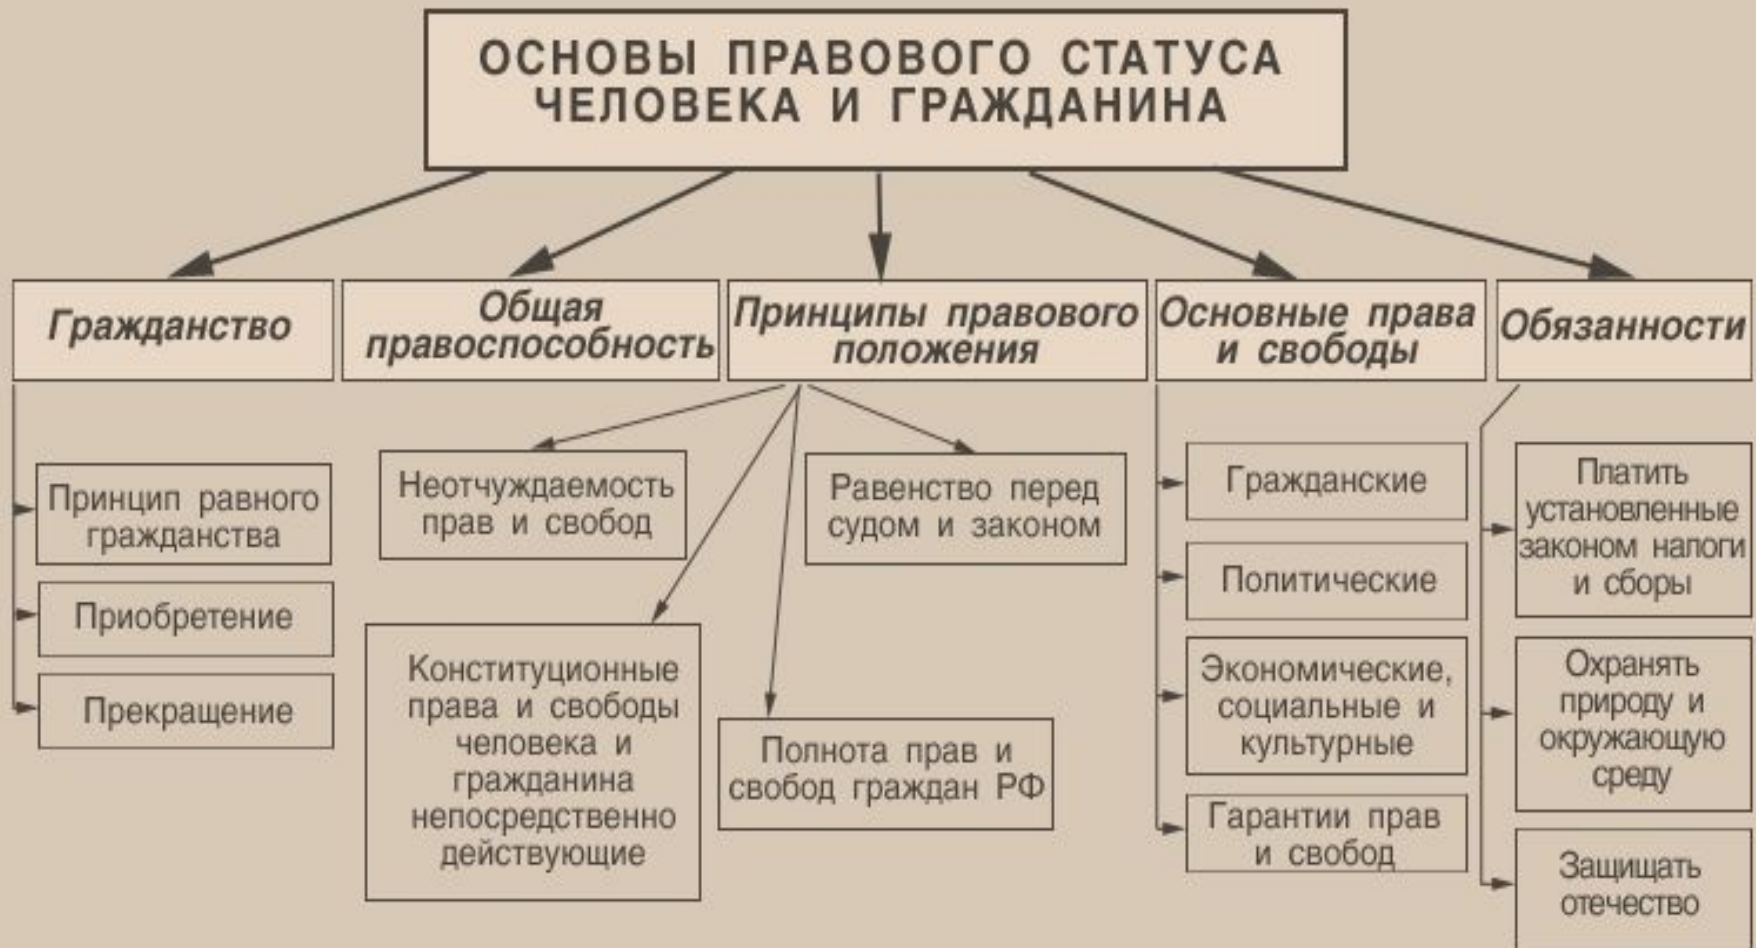 ОСНОВЫ ПРАВОВОГО СТАТУСА
ЧЕЛОВЕКА И ГРАЖДАНИНА
Гражданство
Общая
правоспособность
Принципы правового
положения
Основные права
и свободы
Обязанности
Принцип равного
гражданства
Приобретение
Прекращение
Неотчуждаемость
прав и свобод
Равенство перед
судом и законом
Конституционные
права и свободы
человека и
гражданина
непосредственно
действующие
Полнота прав и
свобод граждан РФ
Гражданские
Политические
Экономические,
социальные и
культурные
Гарантии прав
и свобод
Платить
установленные
законом налоги
и сборы
Охранять
природу и
окружающую
среду
Защищать
отечество